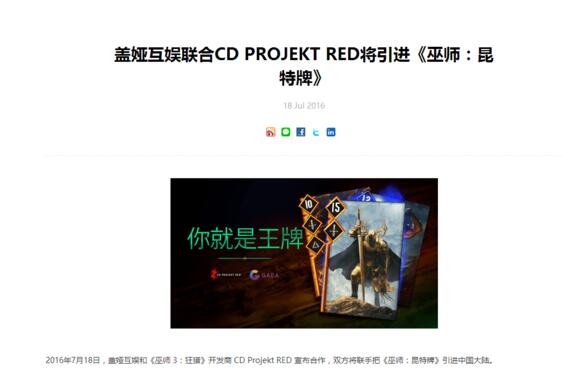 盖娅互娱联合CD PROJEKT RED将引进《巫师：昆
特牌》
18 Jul 2016
你就是王牌
CD PROJEKT RED
GAEA
10
15
2016年7月18日，盖娅互娱和《巫师 3：狂猎》开发商 CD Projekt RED 宣布合作，双方将联手把《巫师：昆特牌》引进中国大陆。